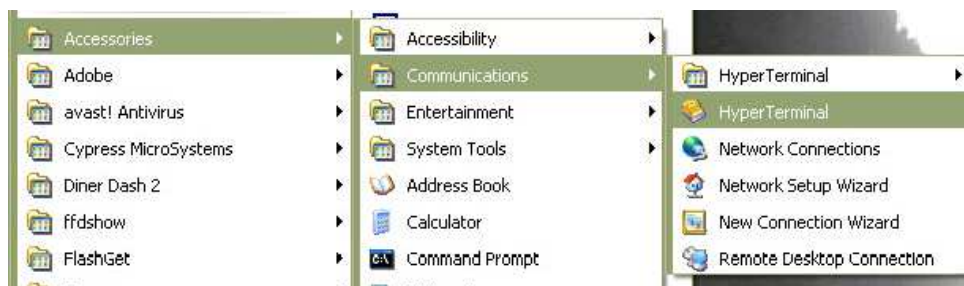 Accessories
Adobe
avast! Antivirus
Cypress MicroSystems
Diner Dash 2
ffdshow
FlashGet
Accessibility
Communications
Entertainment
System Tools
Address Book
Calculator
Command Prompt
HyperTerminal
HyperTerminal
Network Connections
Network Setup Wizard
New Connection Wizard
Remote Desktop Connection